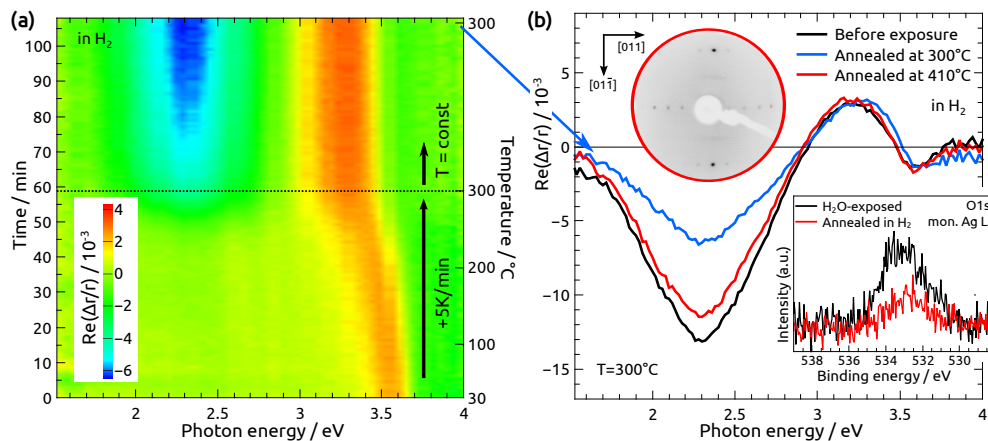 (a)
in H2
100
90
80
70
60
50
40
30
20
10
0
Time / min
2
2.5
3
3.5
4
Photon energy / eV
Re(Δr/r) / 10⁻³
4
2
0
−2
−4
−6
T = const
+5K/min
300
300
200
100
30
Temperature / °C
(b)
[011]
[011̅]
Before exposure
Annealed at 300°C
Annealed at 410°C
in H2
Re(Δr/r) / 10⁻³
5
0
−5
−10
−15
T=300°C
2
2.5
3
3.5
4
Photon energy / eV
H2O-exposed
Annealed in H2
O1s
mon. Ag L
Intensity (a.u.)
538
536
534
532
530
Binding energy / eV